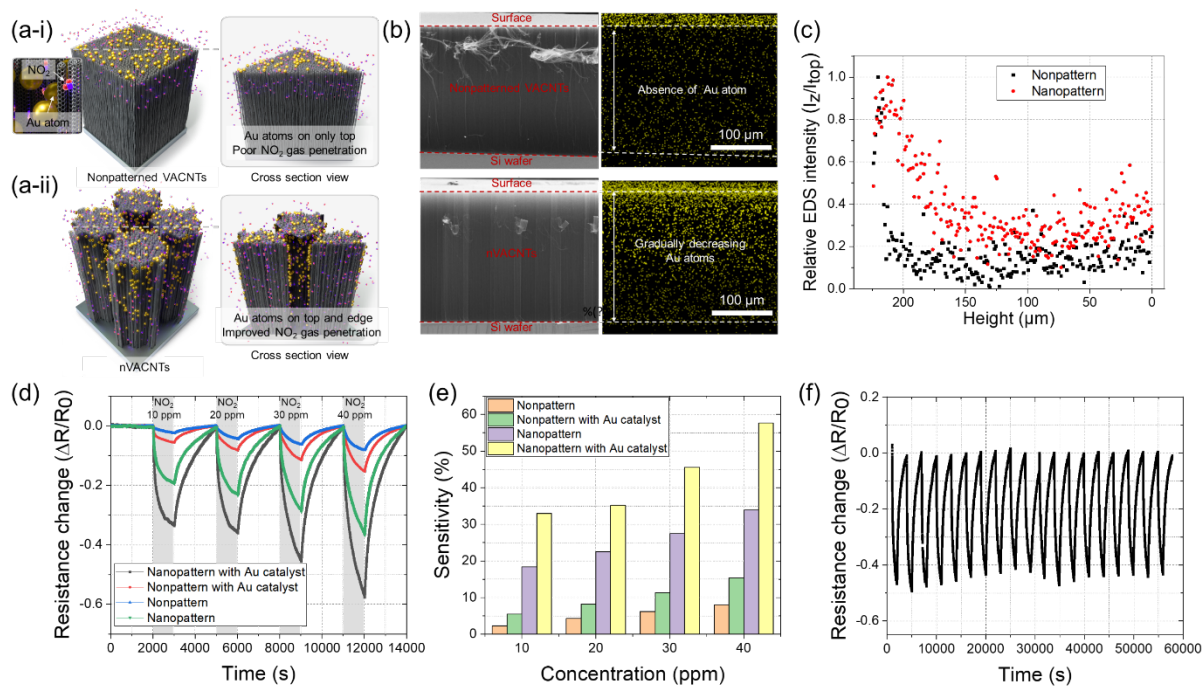 (a-i)
NO2
Au atom
Nonpatterned VACNTs
Au atoms on only top
Poor NO2 gas penetration
Cross section view
(a-ii)
nVACNTs
Au atoms on top and edge
Improved NO2 gas penetration
Cross section view
(b)
Surface
Nonpatterned VACNTs
Si wafer
Absence of Au atom
100 μm
Surface
nVACNTs
Si wafer
Gradually decreasing
Au atoms
100 μm
(c)
Relative EDS intensity (Iz/Itop)
1.0
0.8
0.6
0.4
0.2
0.0
Nonpattern
Nanopattern
200
150
100
50
0
Height (μm)
(d)
Resistance change (ΔR/R0)
0.0
-0.2
-0.4
-0.6
NO2
10 ppm
NO2
20 ppm
NO2
30 ppm
NO2
40 ppm
Nanopattern with Au catalyst
Nonpattern with Au catalyst
Nonpattern
Nanopattern
0
2000
4000
6000
8000
10000
12000
14000
Time (s)
(e)
Sensitivity (%)
60
50
40
30
20
10
0
Nonpattern
Nonpattern with Au catalyst
Nanopattern
Nanopattern with Au catalyst
10
20
30
40
Concentration (ppm)
(f)
Resistance change (ΔR/R0)
0.2
0.0
-0.2
-0.4
-0.6
0
10000
20000
30000
40000
50000
60000
Time (s)